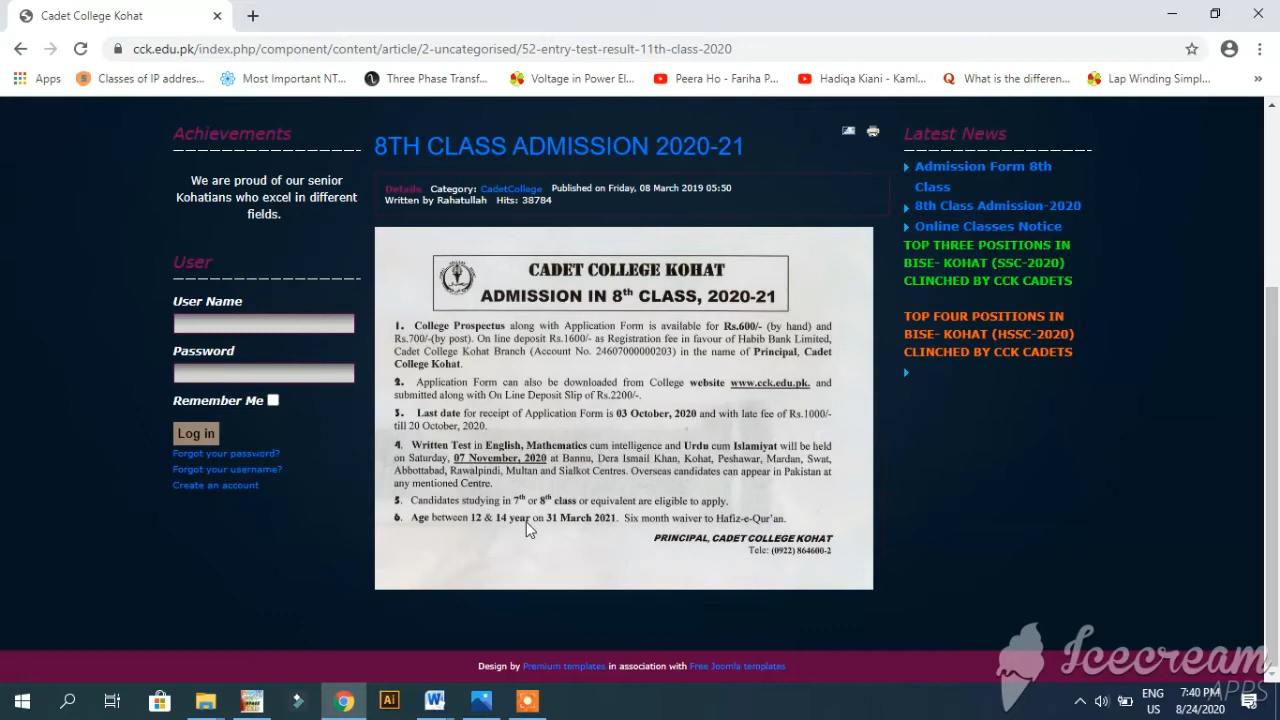 Cadet College Kohat
cck.edu.pk/index.php/component/content/article/2-uncategorised/52-entry-test-result-11th-class-2020
Apps Classes of IP addres... Most Important NT... Three Phase Transf... Voltage in Power El... Peera Ho - Fariha P... Hadiqa Kiani - Kaml... What is the differen... Lap Winding Simpl... »
Achievements
We are proud of our senior
Kohatians who excel in different
fields.
User
User Name
Password
Remember Me
Log in
Forgot your password?
Forgot your username?
Create an account
8TH CLASS ADMISSION 2020-21
Details Category: CadetCollege Published on Friday, 08 March 2019 05:50
Written by Rahatullah Hits: 38784
CADET COLLEGE KOHAT
ADMISSION IN 8th CLASS, 2020-21
1. College Prospectus along with Application Form is available for Rs.600/- (by hand) and
Rs.700/-(by post). On line deposit Rs.1600/- as Registration fee in favour of Habib Bank Limited,
Cadet College Kohat Branch (Account No. 24607000000203) in the name of Principal, Cadet
College Kohat.
2. Application Form can also be downloaded from College website www.cck.edu.pk. and
submitted along with On Line Deposit Slip of Rs.2200/-.
3. Last date for receipt of Application Form is 03 October, 2020 and with late fee of Rs.1000/-
till 20 October, 2020.
4. Written Test in English, Mathematics cum intelligence and Urdu cum Islamiyat will be held
on Saturday, 07 November, 2020 at Bannu, Dera Ismail Khan, Kohat, Peshawar, Mardan, Swat,
Abbottabad, Rawalpindi, Multan and Sialkot Centres. Overseas candidates can appear in Pakistan at
any mentioned Centre.
5. Candidates studying in 7th or 8th class or equivalent are eligible to apply.
6. Age between 12 & 14 year on 31 March 2021. Six month waiver to Hafiz-e-Qur'an.
PRINCIPAL, CADET COLLEGE KOHAT
Tele: (0922) 864600-2
Latest News
Admission Form 8th
Class
8th Class Admission-2020
Online Classes Notice
TOP THREE POSITIONS IN
BISE- KOHAT (SSC-2020)
CLINCHED BY CCK CADETS
TOP FOUR POSITIONS IN
BISE- KOHAT (HSSC-2020)
CLINCHED BY CCK CADETS
Design by Premium templates in association with Free Joomla templates
Icecream
APPS
ENG
US
7:40 PM
8/24/2020